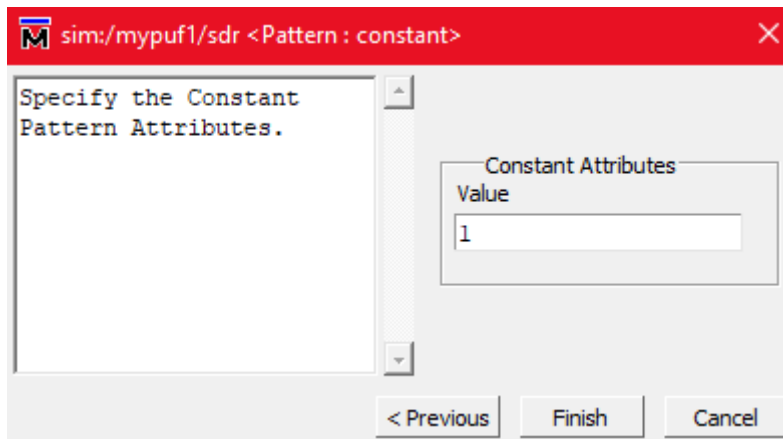 sim:/mypuf1/sdr <Pattern : constant>
Specify the Constant
Pattern Attributes.
Constant Attributes
Value
1
< Previous
Finish
Cancel